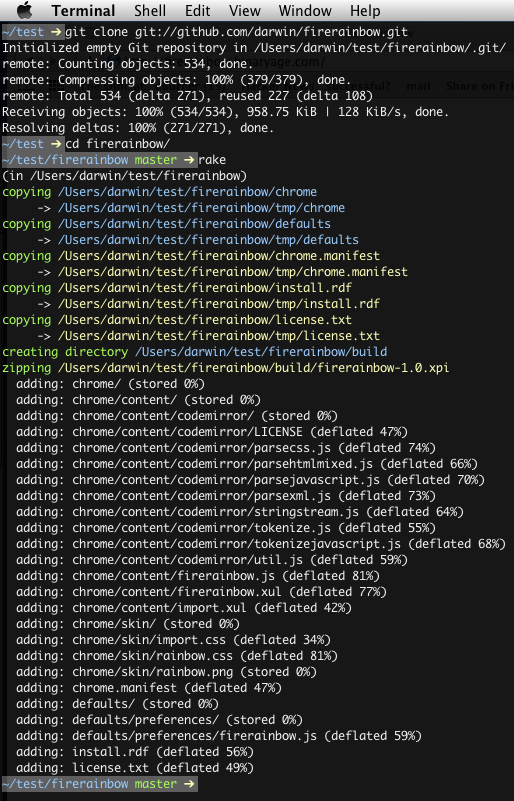 Terminal Shell Edit View Window Help
~/test ➔ git clone git://github.com/darwin/firerainbow.git
Initialized empty Git repository in /Users/darwin/test/firerainbow/.git/
remote: Counting objects: 534, done.
remote: Compressing objects: 100% (379/379), done.
remote: Total 534 (delta 271), reused 227 (delta 108)
Receiving objects: 100% (534/534), 958.75 KiB | 128 KiB/s, done.
Resolving deltas: 100% (271/271), done.
~/test ➔ cd firerainbow/
~/test/firerainbow master ➔ rake
(in /Users/darwin/test/firerainbow)
copying /Users/darwin/test/firerainbow/chrome
-> /Users/darwin/test/firerainbow/tmp/chrome
copying /Users/darwin/test/firerainbow/defaults
-> /Users/darwin/test/firerainbow/tmp/defaults
copying /Users/darwin/test/firerainbow/chrome.manifest
-> /Users/darwin/test/firerainbow/tmp/chrome.manifest
copying /Users/darwin/test/firerainbow/install.rdf
-> /Users/darwin/test/firerainbow/tmp/install.rdf
copying /Users/darwin/test/firerainbow/license.txt
-> /Users/darwin/test/firerainbow/tmp/license.txt
creating directory /Users/darwin/test/firerainbow/build
zipping /Users/darwin/test/firerainbow/build/firerainbow-1.0.xpi
adding: chrome/ (stored 0%)
adding: chrome/content/ (stored 0%)
adding: chrome/content/codemirror/ (stored 0%)
adding: chrome/content/codemirror/LICENSE (deflated 47%)
adding: chrome/content/codemirror/parsecss.js (deflated 74%)
adding: chrome/content/codemirror/parsehtmlmixed.js (deflated 66%)
adding: chrome/content/codemirror/parsejavascript.js (deflated 70%)
adding: chrome/content/codemirror/parsexml.js (deflated 73%)
adding: chrome/content/codemirror/stringstream.js (deflated 64%)
adding: chrome/content/codemirror/tokenize.js (deflated 55%)
adding: chrome/content/codemirror/tokenizejavascript.js (deflated 68%)
adding: chrome/content/codemirror/util.js (deflated 59%)
adding: chrome/content/firerainbow.js (deflated 81%)
adding: chrome/content/firerainbow.xul (deflated 77%)
adding: chrome/content/import.xul (deflated 42%)
adding: chrome/skin/ (stored 0%)
adding: chrome/skin/import.css (deflated 34%)
adding: chrome/skin/rainbow.css (deflated 81%)
adding: chrome/skin/rainbow.png (stored 0%)
adding: chrome.manifest (deflated 47%)
adding: defaults/ (stored 0%)
adding: defaults/preferences/ (stored 0%)
adding: defaults/preferences/firerainbow.js (deflated 59%)
adding: install.rdf (deflated 56%)
adding: license.txt (deflated 49%)
~/test/firerainbow master ➔